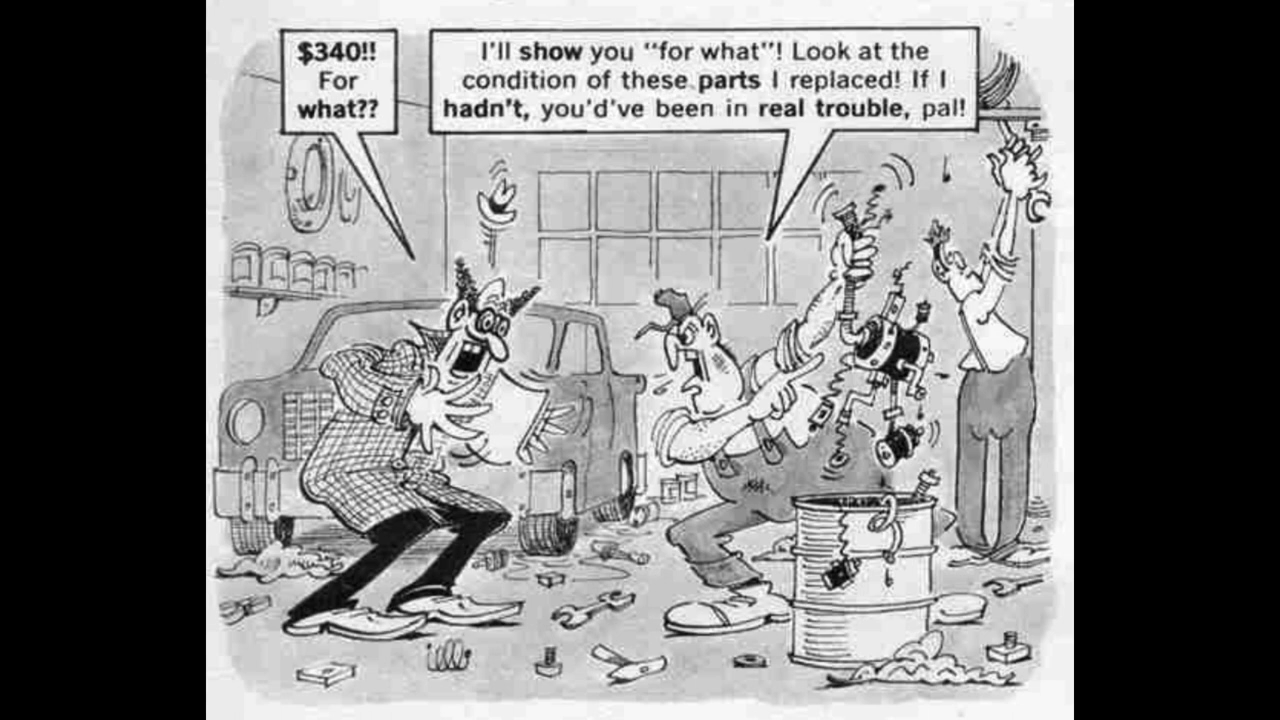 $340!!
For
what??
I'll show you "for what"! Look at the
condition of these parts I replaced! If I
hadn't, you'd've been in real trouble, pal!